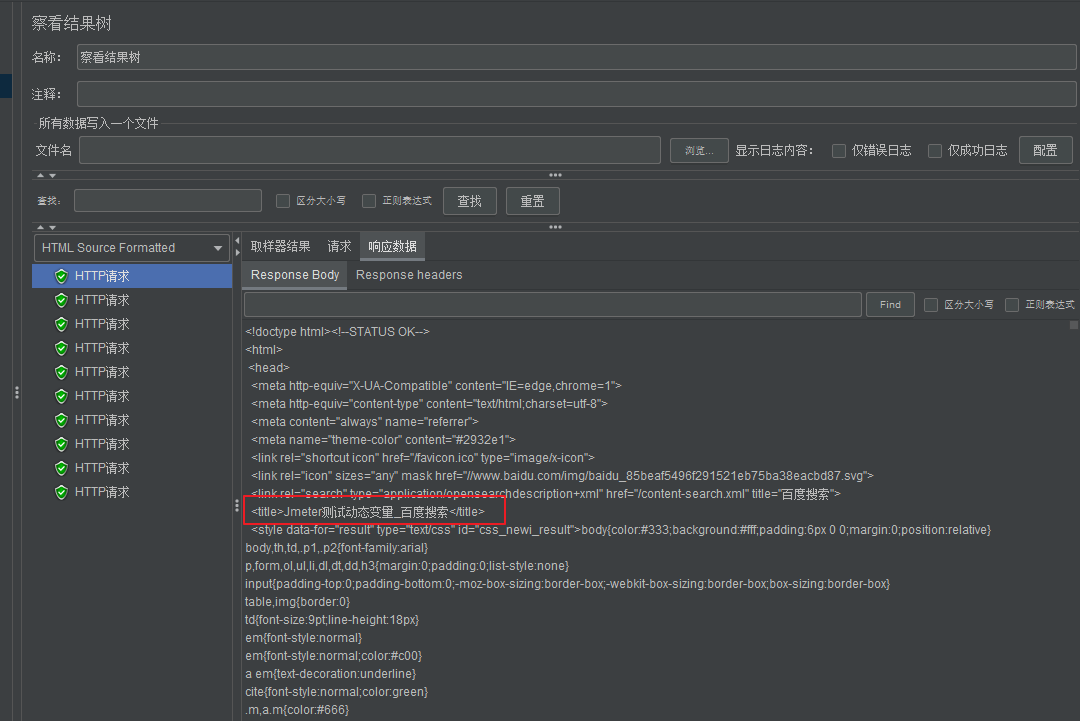 察看结果树
名称： 察看结果树
注释：
所有数据写入一个文件
文件名 浏览... 显示日志内容： 仅错误日志 仅成功日志 配置
查找: 区分大小写 正则表达式 查找 重置
HTML Source Formatted
HTTP请求
HTTP请求
HTTP请求
HTTP请求
HTTP请求
HTTP请求
HTTP请求
HTTP请求
HTTP请求
HTTP请求
取样器结果 请求 响应数据
Response Body Response headers
Find 区分大小写 正则表达式
<!doctype html><!--STATUS OK-->
<html>
<head>
<meta http-equiv="X-UA-Compatible" content="IE=edge,chrome=1">
<meta http-equiv="content-type" content="text/html;charset=utf-8">
<meta content="always" name="referrer">
<meta name="theme-color" content="#2932e1">
<link rel="shortcut icon" href="/favicon.ico" type="image/x-icon">
<link rel="icon" sizes="any" mask href="//www.baidu.com/img/baidu_85beaf5496f291521eb75ba38eacbd87.svg">
<link rel="search" type="application/opensearchdescription+xml" href="/content-search.xml" title="百度搜索">
<title>Jmeter测试动态变量_百度搜索</title>
<style data-for="result" type="text/css" id="css_newi_result">body{color:#333;background:#fff;padding:6px 0 0;margin:0;position:relative}
body,th,td,.p1,.p2{font-family:arial}
p,form,ol,ul,li,dl,dt,dd,h3{margin:0;padding:0;list-style:none}
input{padding-top:0;padding-bottom:0;-moz-box-sizing:border-box;-webkit-box-sizing:border-box;box-sizing:border-box}
table,img{border:0}
td{font-size:9pt;line-height:18px}
em{font-style:normal}
em{font-style:normal;color:#c00}
a em{text-decoration:underline}
cite{font-style:normal;color:green}
.m,a.m{color:#666}